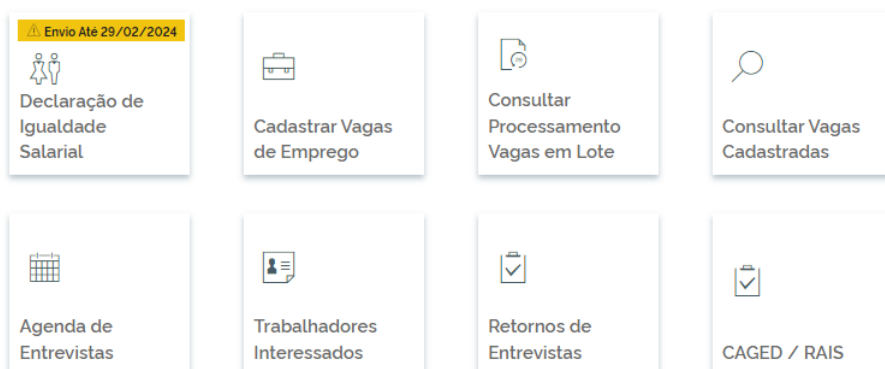 ⚠ Envio Até 29/02/2024
Declaração de
Igualdade
Salarial
Cadastrar Vagas
de Emprego
Consultar
Processamento
Vagas em Lote
Consultar Vagas
Cadastradas
Agenda de
Entrevistas
Trabalhadores
Interessados
Retornos de
Entrevistas
CAGED / RAIS